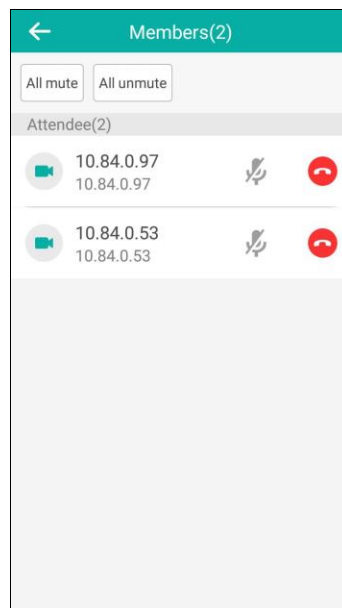 Members(2)
All mute All unmute
Attendee(2)
10.84.0.97
10.84.0.97
10.84.0.53
10.84.0.53